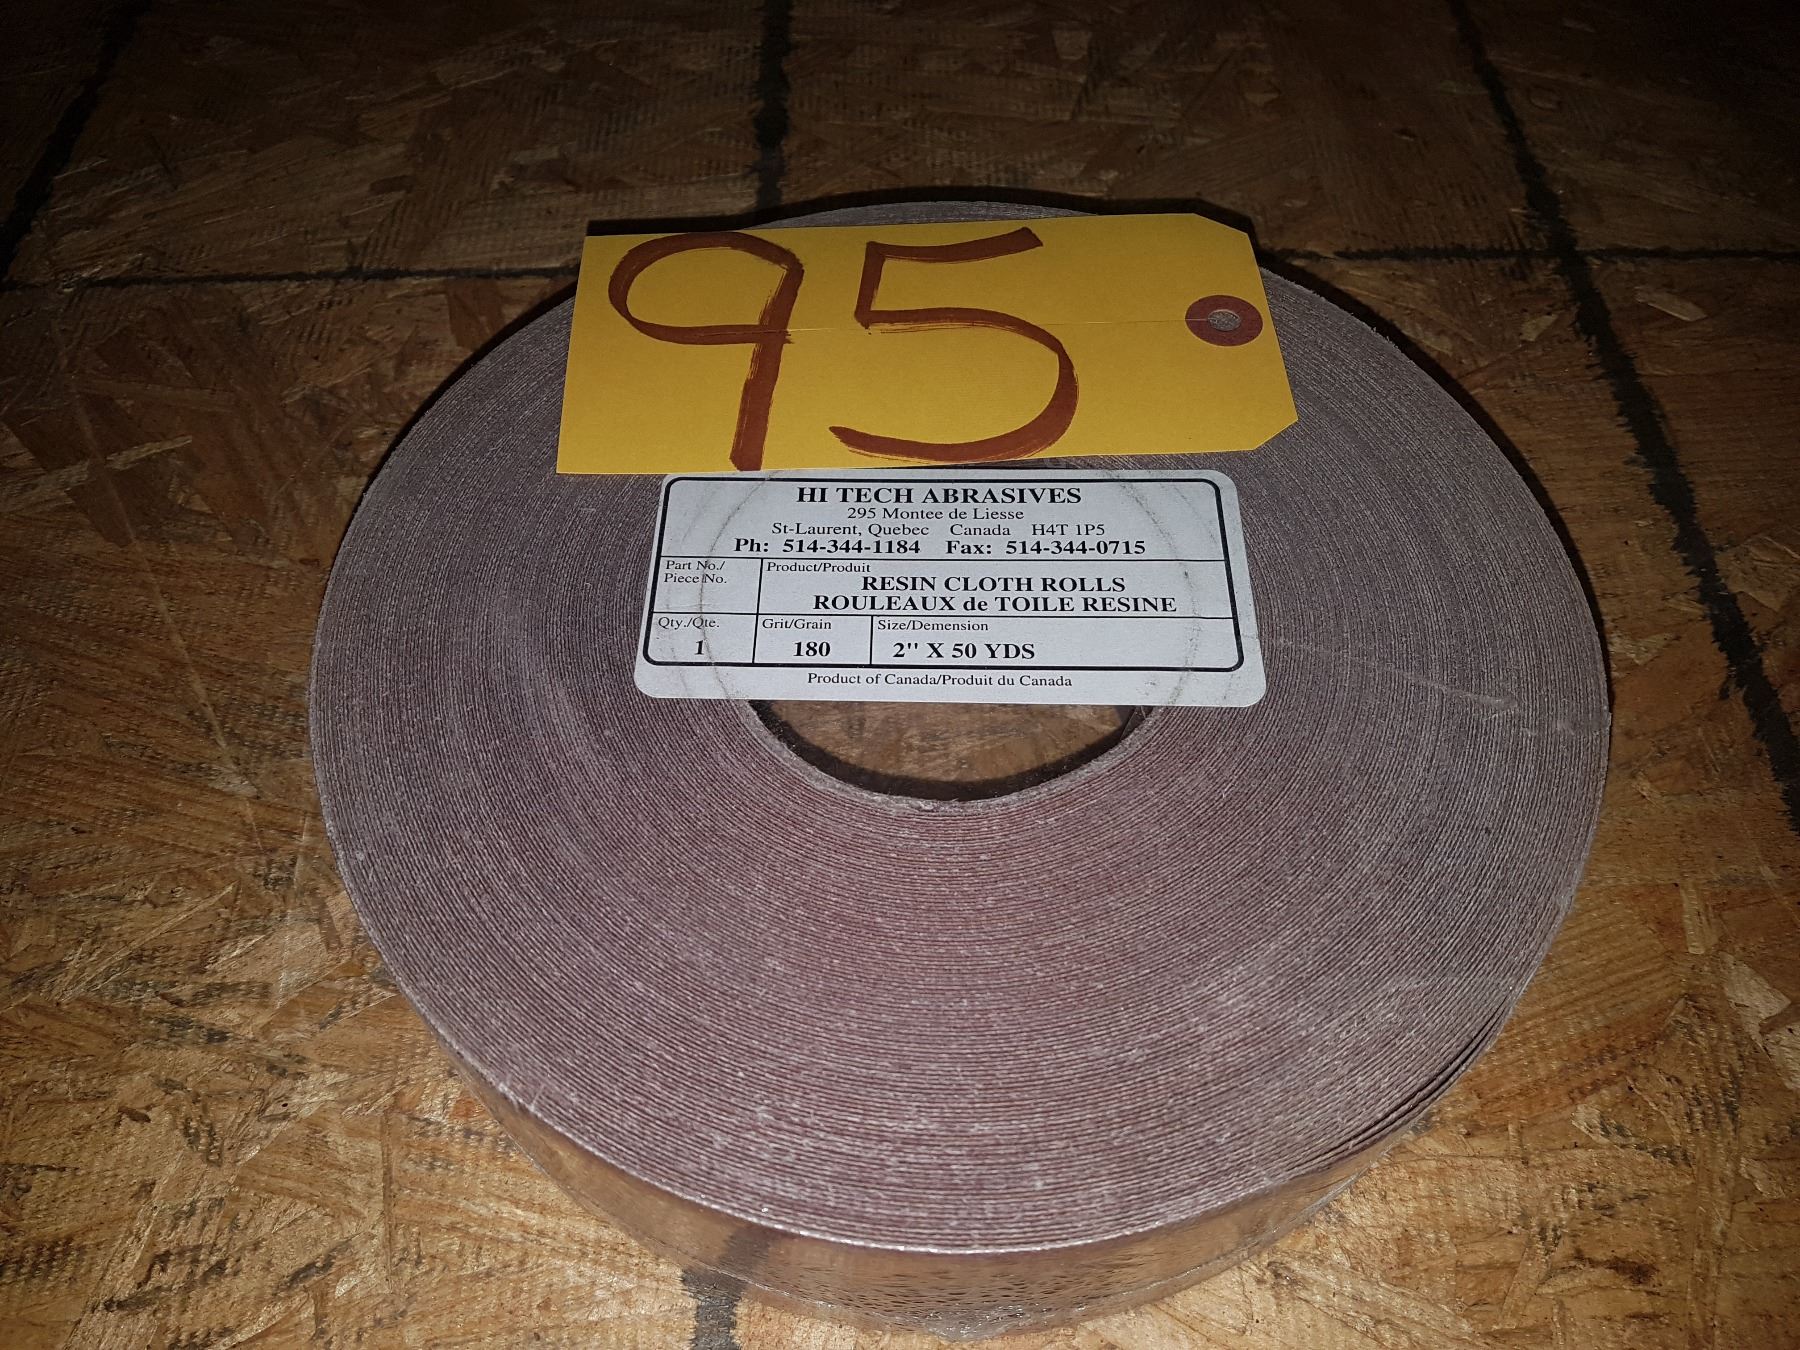 95
HI TECH ABRASIVES
295 Montee de Liesse
St-Laurent, Quebec Canada H4T 1P5
Ph: 514-344-1184 Fax: 514-344-0715
Part No./
Piece No.
Product/Produit
RESIN CLOTH ROLLS
ROULEAUX de TOILE RESINE
Qty./Qte.
1
Grit/Grain
180
Size/Demension
2" X 50 YDS
Product of Canada/Produit du Canada